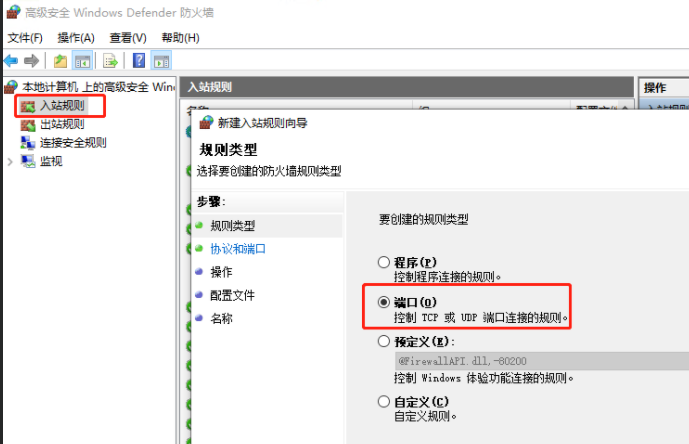 高级安全 Windows Defender 防火墙
文件(F) 操作(A) 查看(V) 帮助(H)
本地计算机 上的高级安全 Win
入站规则
出站规则
连接安全规则
监视
入站规则
操作
新建入站规则向导
规则类型
选择要创建的防火墙规则类型
步骤:
规则类型
协议和端口
操作
配置文件
名称
要创建的规则类型
程序(P)
控制程序连接的规则。
端口(O)
控制 TCP 或 UDP 端口连接的规则。
预定义(E):
@FirewallAPI.dll,-80200
控制 Windows 体验功能连接的规则。
自定义(C)
自定义规则。